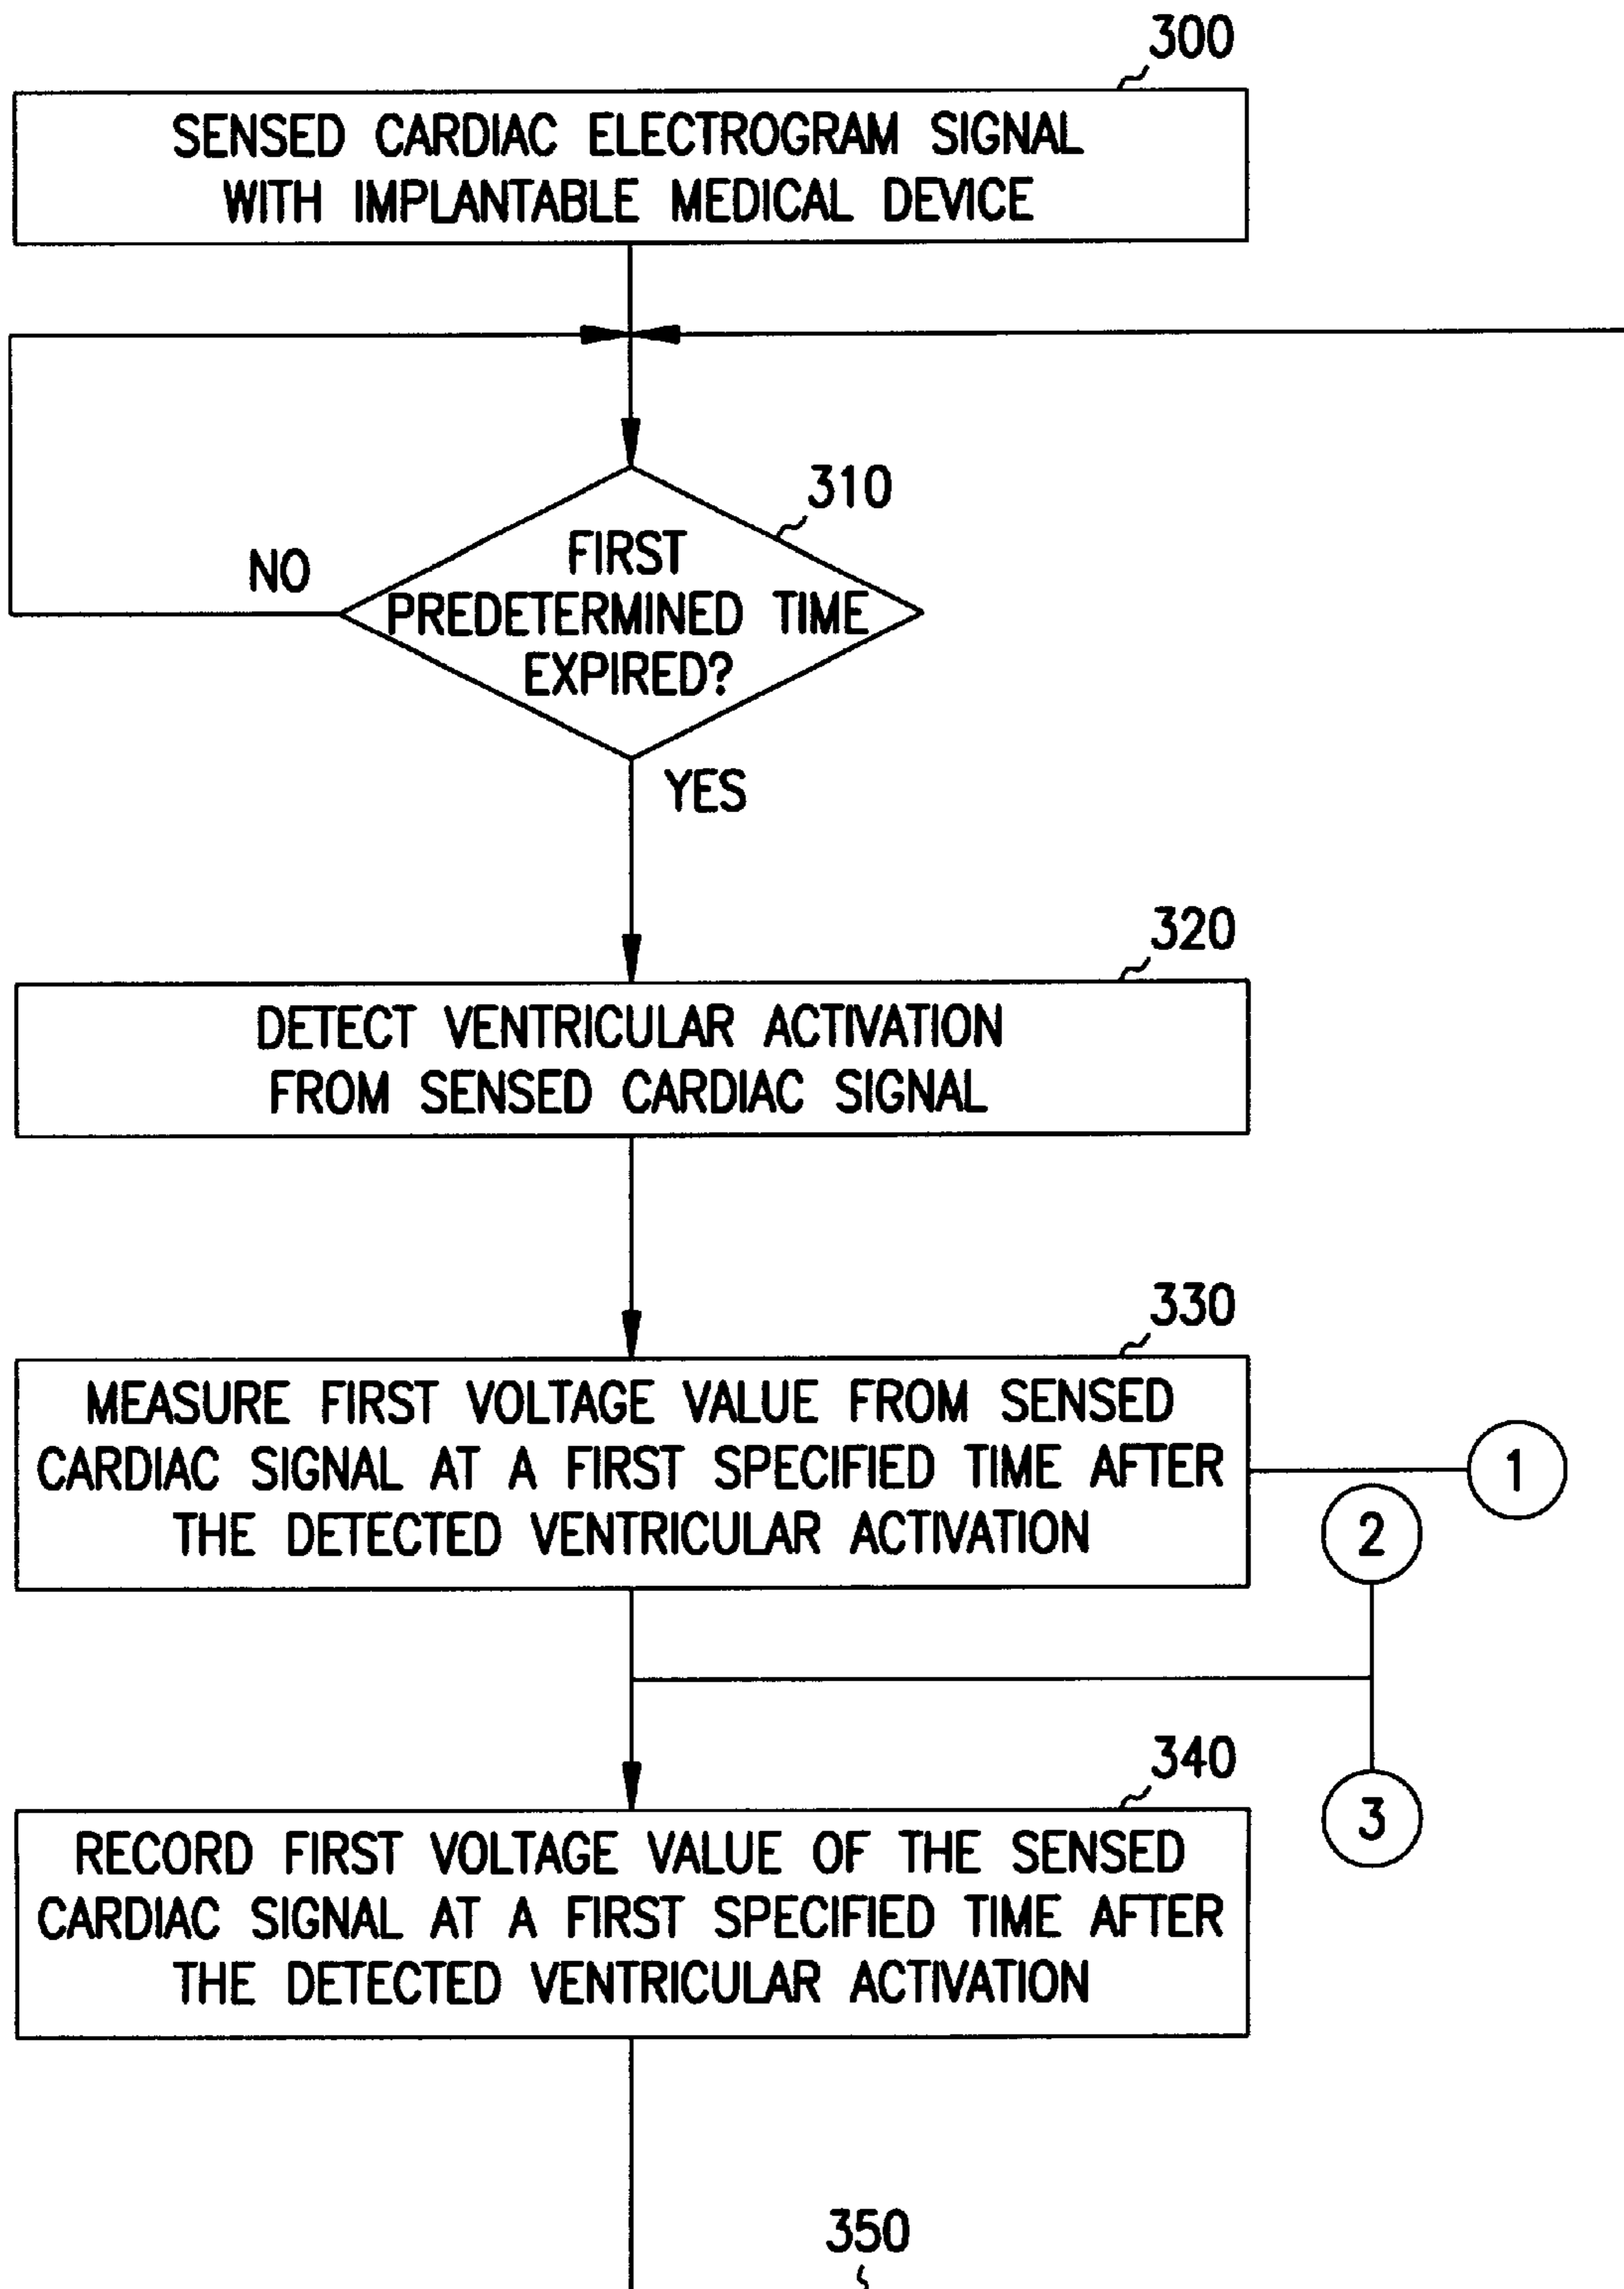 300
SENSED CARDIAC ELECTROGRAM SIGNAL
WITH IMPLANTABLE MEDICAL DEVICE
310
NO
FIRST
PREDETERMINED TIME
EXPIRED?
YES
320
DETECT VENTRICULAR ACTIVATION
FROM SENSED CARDIAC SIGNAL
330
MEASURE FIRST VOLTAGE VALUE FROM SENSED
CARDIAC SIGNAL AT A FIRST SPECIFIED TIME AFTER
THE DETECTED VENTRICULAR ACTIVATION
1
2
3
340
RECORD FIRST VOLTAGE VALUE OF THE SENSED
CARDIAC SIGNAL AT A FIRST SPECIFIED TIME AFTER
THE DETECTED VENTRICULAR ACTIVATION
350